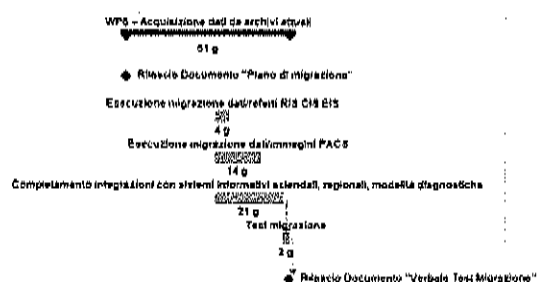 WP6 – Acquisizione dati da archivi attuali
51 g
Rilascio Documento "Piano di migrazione"
Esecuzione migrazione dati/referti RIS CIS EIS
4 g
Esecuzione migrazione dati/immagini PACS
14 g
Completamento integrazioni con sistemi informativi aziendali, regionali, modalità diagnostiche
21 g
Test migrazione
2 g
Rilascio Documento "Verbale Test Migrazione"